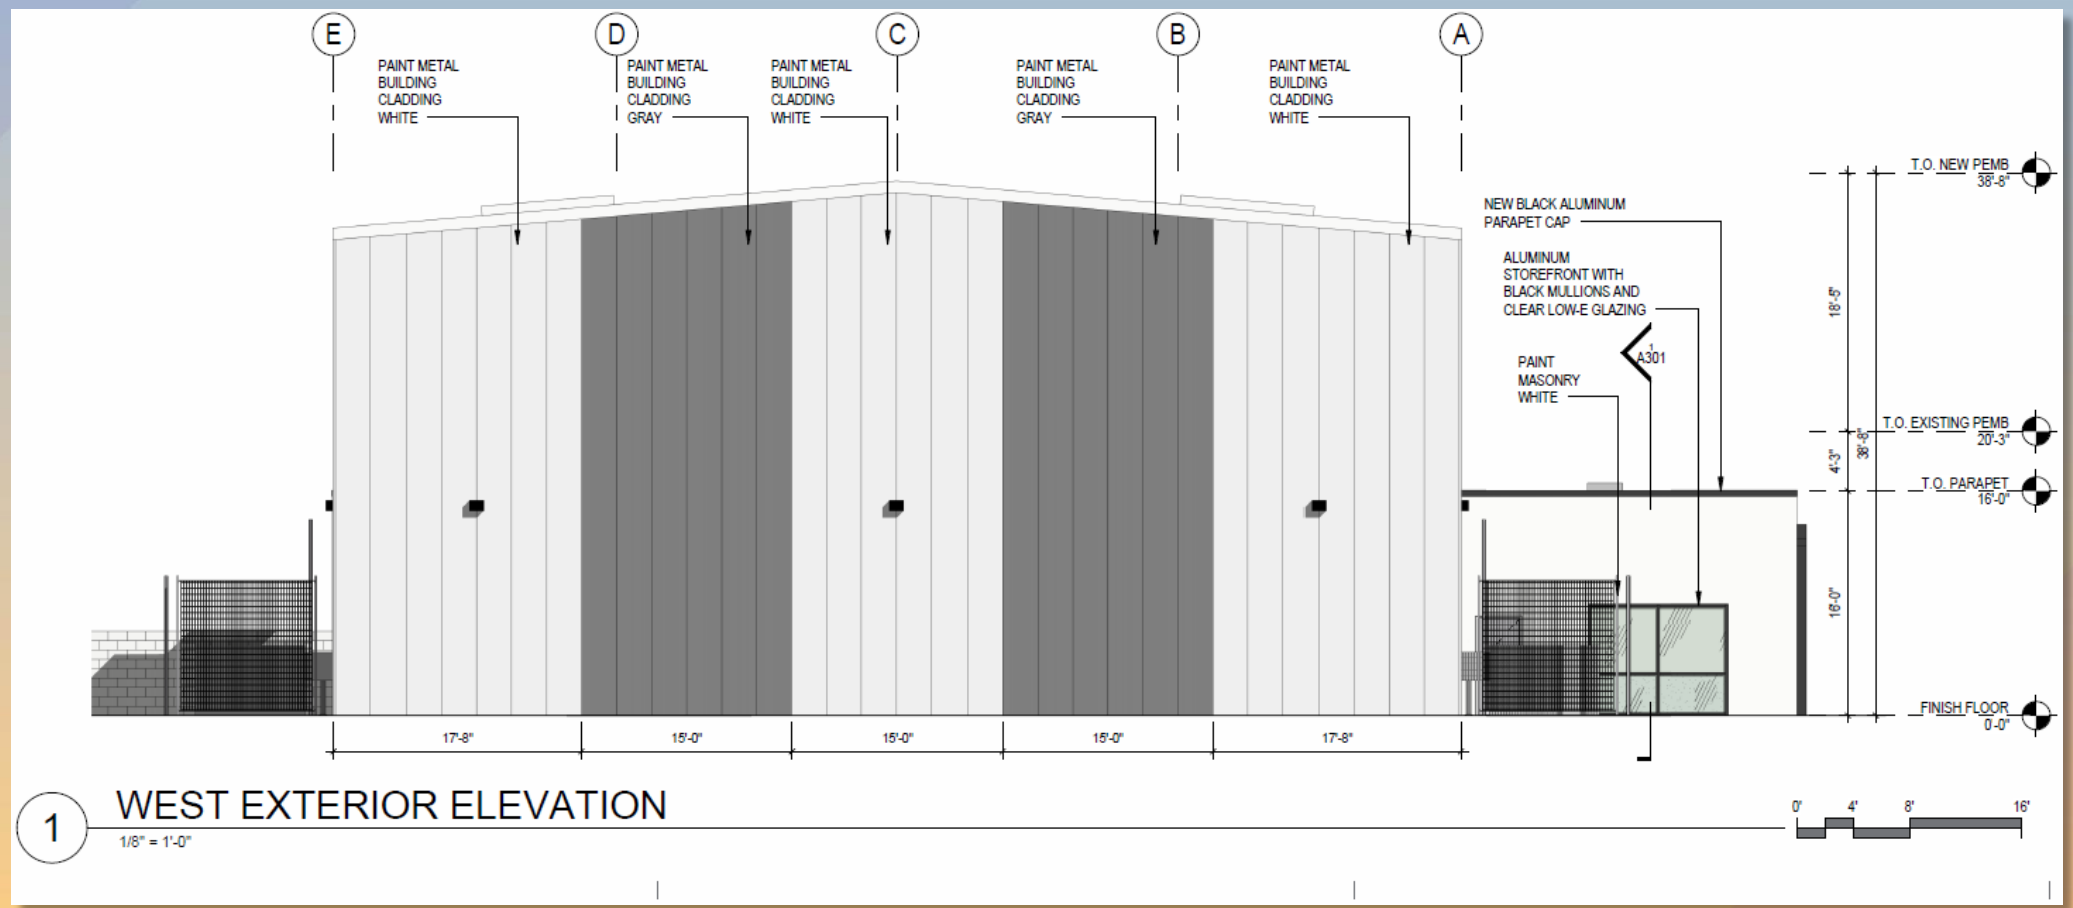 E
D
C
B
A
PAINT METAL
BUILDING
CLADDING
WHITE
PAINT METAL
BUILDING
CLADDING
GRAY
PAINT METAL
BUILDING
CLADDING
WHITE
PAINT METAL
BUILDING
CLADDING
GRAY
PAINT METAL
BUILDING
CLADDING
WHITE
T.O. NEW PEMB
38'-8"
NEW BLACK ALUMINUM
PARAPET CAP
ALUMINUM
STOREFRONT WITH
BLACK MULLIONS AND
CLEAR LOW-E GLAZING
18'-5"
1
A301
PAINT
MASONRY
WHITE
T.O. EXISTING PEMB
20'-3"
38'-8"
4'-3"
T.O. PARAPET
16'-0"
16'-0"
FINISH FLOOR
0'-0"
17'-8"
15'-0"
15'-0"
15'-0"
17'-8"
1
WEST EXTERIOR ELEVATION
1/8" = 1'-0"
0'
4'
8'
16'